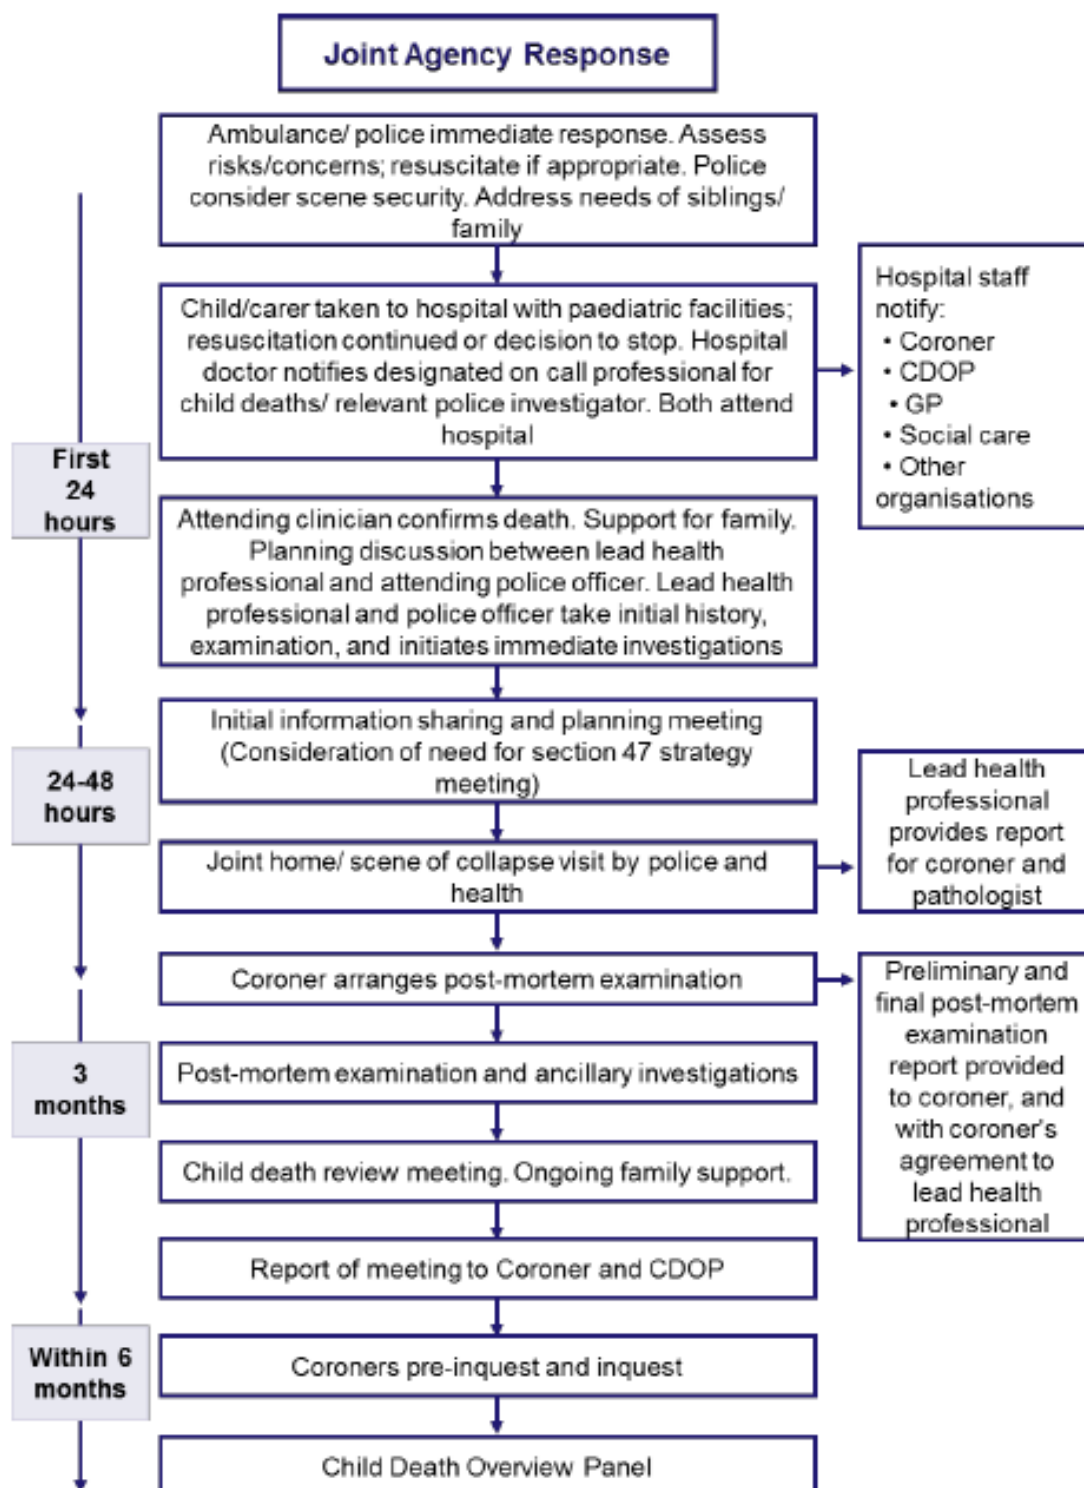 Joint Agency Response
Ambulance/ police immediate response. Assess
risks/concerns; resuscitate if appropriate. Police
consider scene security. Address needs of siblings/
family
Child/carer taken to hospital with paediatric facilities;
resuscitation continued or decision to stop. Hospital
doctor notifies designated on call professional for
child deaths/ relevant police investigator. Both attend
hospital
Hospital staff
notify:
• Coroner
• CDOP
• GP
• Social care
• Other
organisations
First
24
hours
Attending clinician confirms death. Support for family.
Planning discussion between lead health
professional and attending police officer. Lead health
professional and police officer take initial history,
examination, and initiates immediate investigations
24-48
hours
Initial information sharing and planning meeting
(Consideration of need for section 47 strategy
meeting)
Joint home/ scene of collapse visit by police and
health
Lead health
professional
provides report
for coroner and
pathologist
Coroner arranges post-mortem examination
Preliminary and
final post-mortem
examination
report provided
to coroner, and
with coroner's
agreement to
lead health
professional
3
months
Post-mortem examination and ancillary investigations
Child death review meeting. Ongoing family support.
Report of meeting to Coroner and CDOP
Within 6
months
Coroners pre-inquest and inquest
Child Death Overview Panel